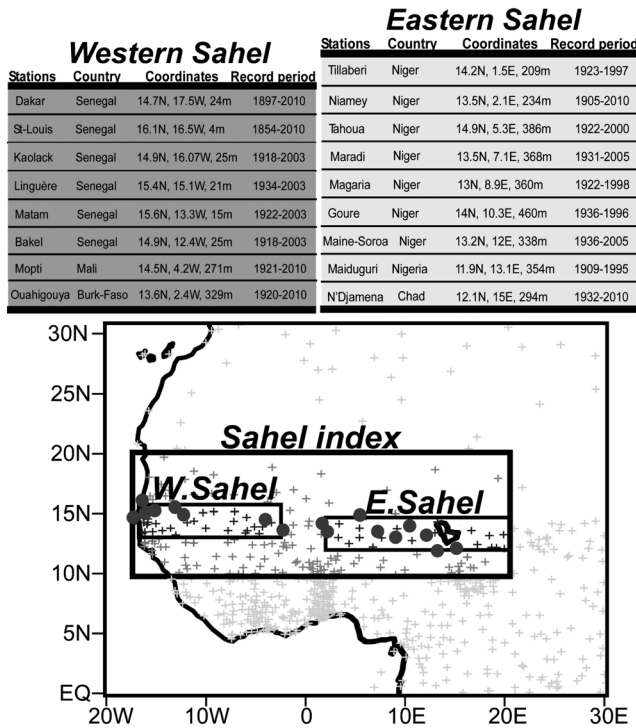 Western Sahel
Stations Country Coordinates Record period
Dakar Senegal 14.7N, 17.5W, 24m 1897-2010
St-Louis Senegal 16.1N, 16.5W, 4m 1854-2010
Kaolack Senegal 14.9N, 16.07W, 25m 1918-2003
Linguère Senegal 15.4N, 15.1W, 21m 1934-2003
Matam Senegal 15.6N, 13.3W, 15m 1922-2003
Bakel Senegal 14.9N, 12.4W, 25m 1918-2003
Mopti Mali 14.5N, 4.2W, 271m 1921-2010
Ouahigouya Burk-Faso 13.6N, 2.4W, 329m 1920-2010
Eastern Sahel
Stations Country Coordinates Record period
Tillaberi Niger 14.2N, 1.5E, 209m 1923-1997
Niamey Niger 13.5N, 2.1E, 234m 1905-2010
Tahoua Niger 14.9N, 5.3E, 386m 1922-2000
Maradi Niger 13.5N, 7.1E, 368m 1931-2005
Magaria Niger 13N, 8.9E, 360m 1922-1998
Goure Niger 14N, 10.3E, 460m 1936-1996
Maine-Soroa Niger 13.2N, 12E, 338m 1936-2005
Maiduguri Nigeria 11.9N, 13.1E, 354m 1909-1995
N'Djamena Chad 12.1N, 15E, 294m 1932-2010
30N
25N
20N
Sahel index
W.Sahel E.Sahel
15N
10N
5N
EQ
20W 10W 0 10E 20E 30E